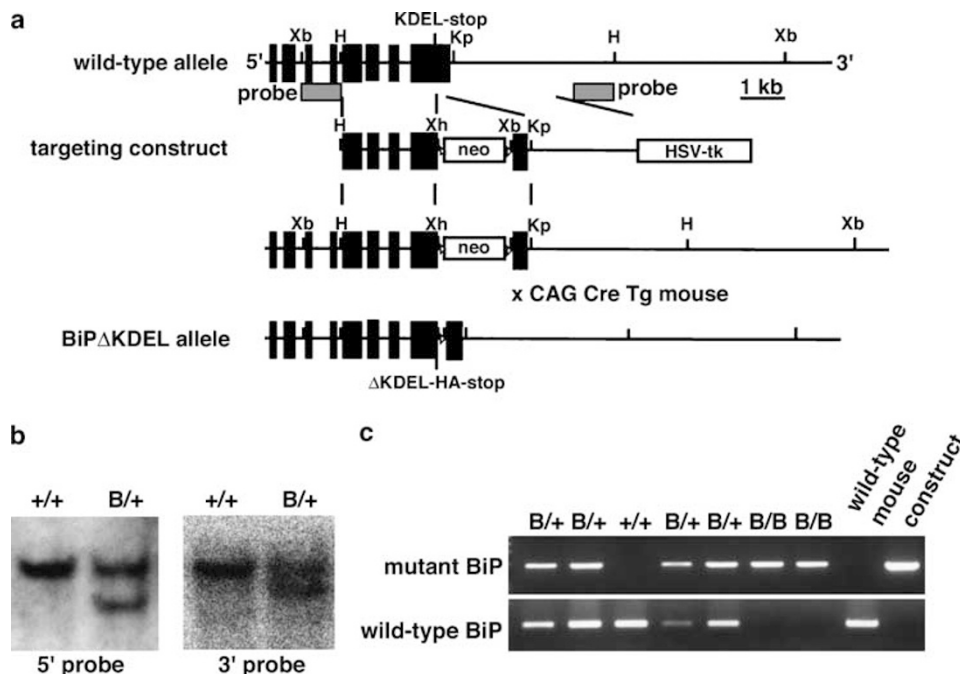 a
KDEL-stop
Xb H Kp H Xb
wild-type allele 5' 3'
probe probe 1 kb
H Xh Xb Kp
targeting construct neo HSV-tk
Xb H Xh Kp H Xb
neo
x CAG Cre Tg mouse
BiPΔKDEL allele
ΔKDEL-HA-stop
b
+/+ B/+ +/+ B/+
5' probe 3' probe
c
B/+ B/+ +/+ B/+ B/+ B/B B/B wild-type mouse construct
mutant BiP
wild-type BiP